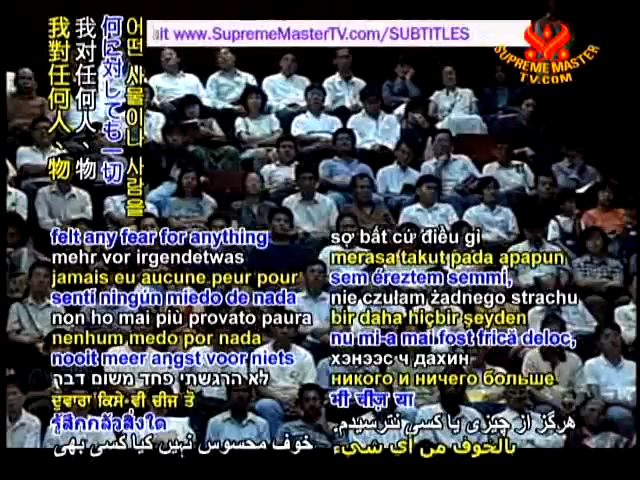 it www.SupremeMasterTV.com/SUBTITLES
SUPREME MASTER
TV.COM
어떤 사물이나 사람을
何に対しても一切
我对任何人、物
我對任何人、物
felt any fear for anything
mehr vor irgendetwas
jamais eu aucune peur pour
sentí ningún miedo de nada
non ho mai più provato paura
nenhum medo por nada
nooit meer angst voor niets
לא הרגשתי פחד משום דבר
ਦੁਵਾਰਾ ਕਿਸੇ ਵੀ ਚੀਜ਼ ਤੋਂ
รู้สึกกลัวสิ่งใด
خوف محسوس نہیں کیا کسی بھی
sợ bất cứ điều gì
merasa takut pada apapun
sem éreztem semmi,
nie czułam żadnego strachu
bir daha hiçbir şeyden
nu mi-a mai fost frică deloc,
хэнээс ч дахин
никого и ничего больше
भी चीज़ या
هرگز از چیزی یا کسی نترسیدم.
بالخوف من أي شيء